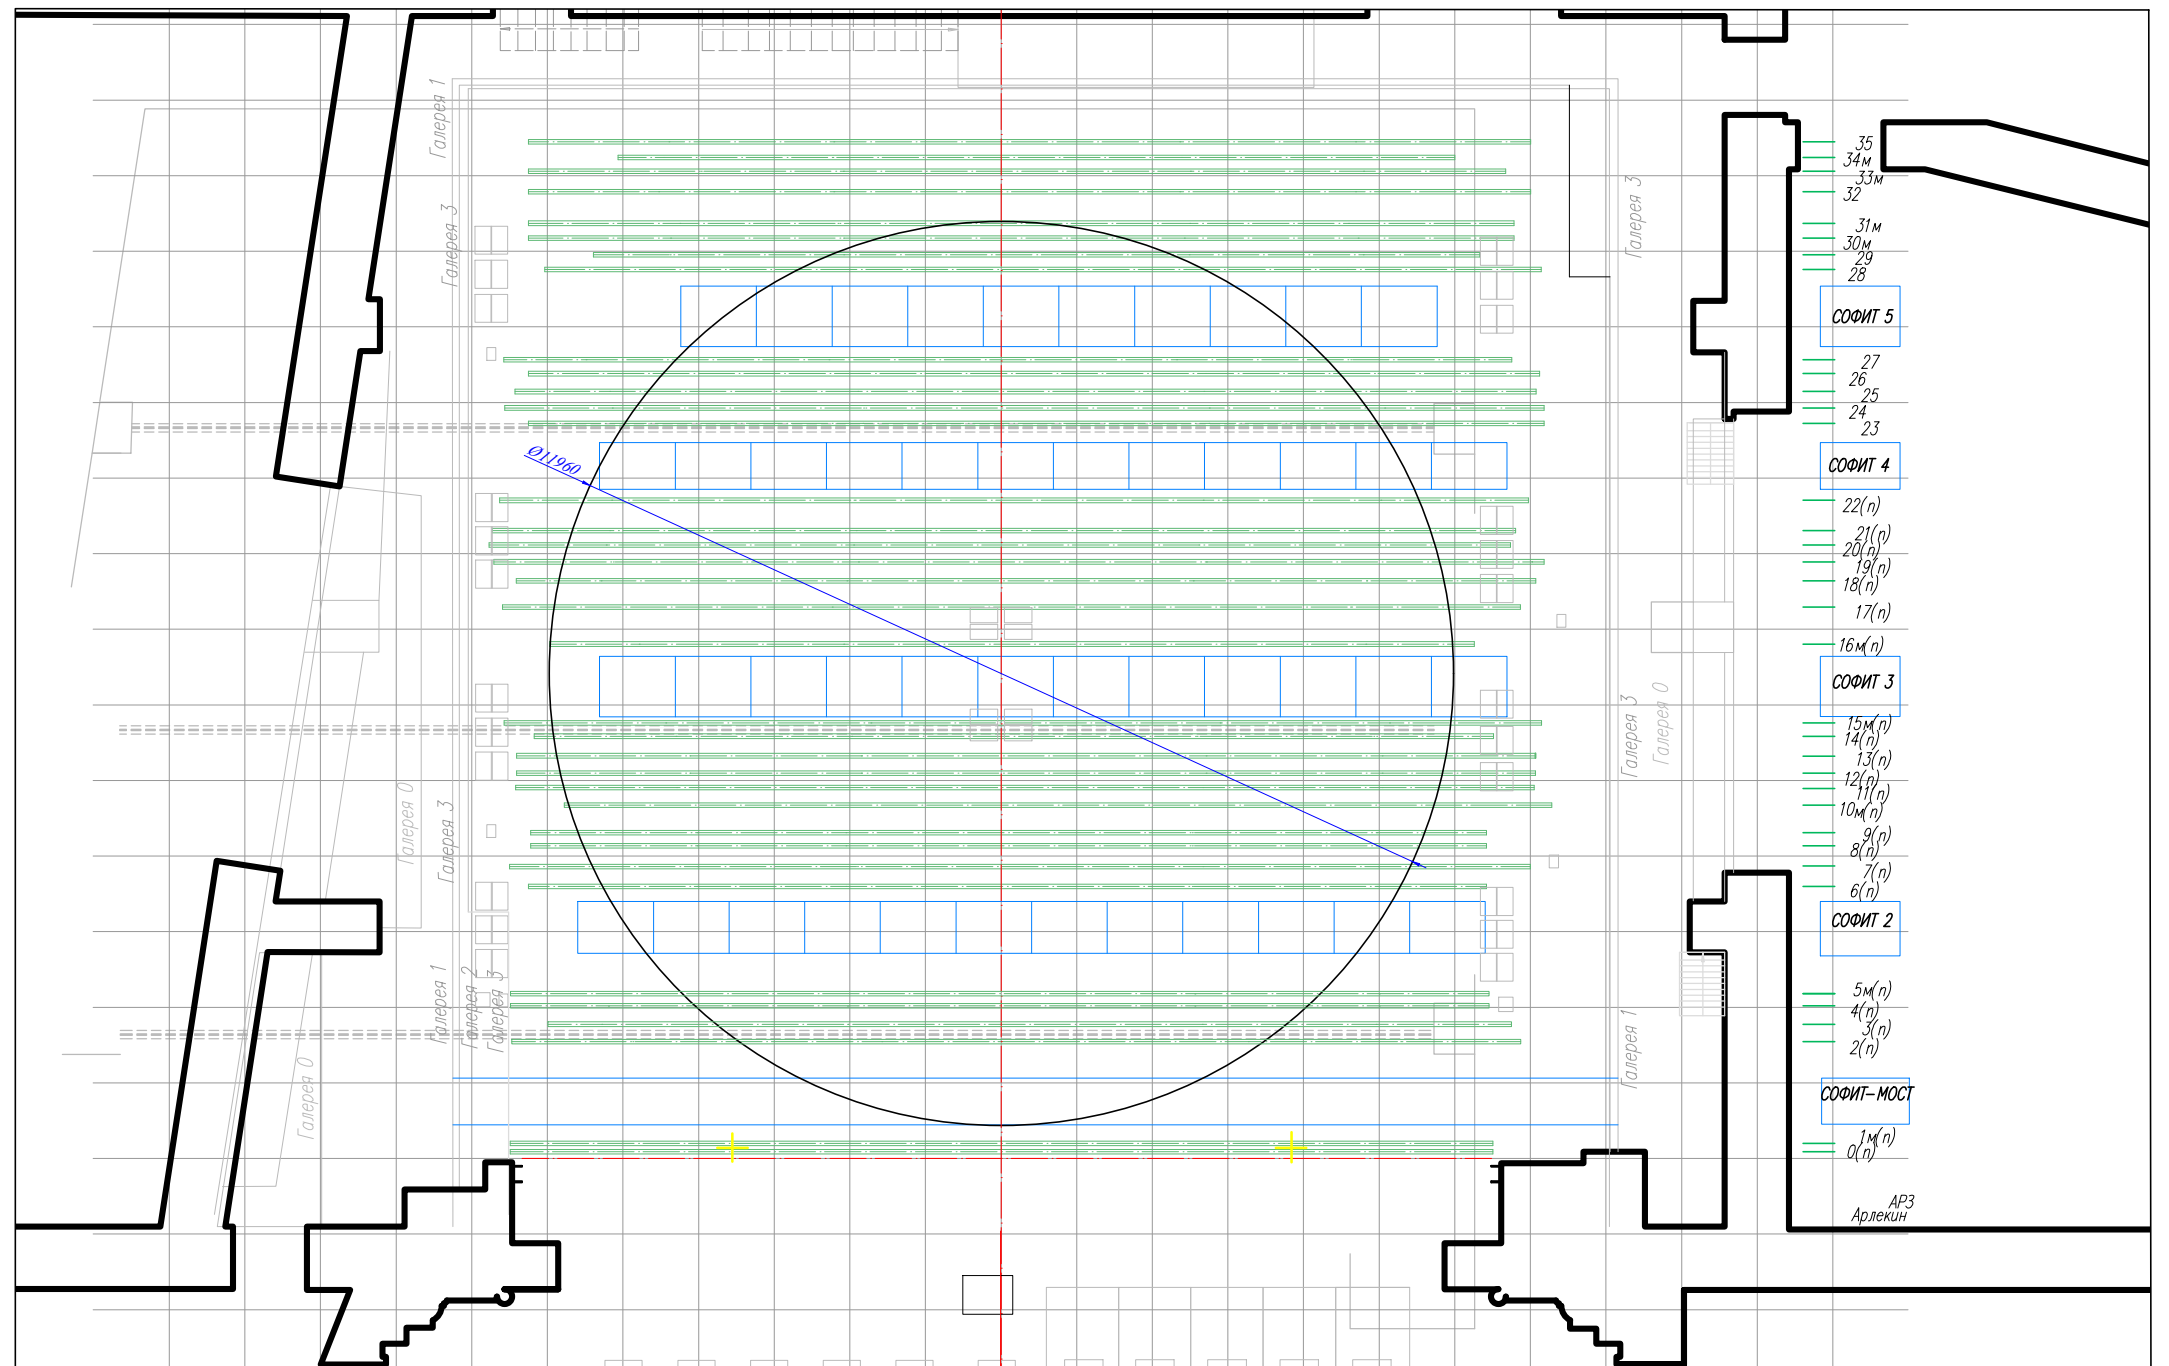 Галерея 1
Галерея 3
Галерея 3
35
34м
33м
32
31м
30м
29
28
СОФИТ 5
27
26
25
24
23
Ø11960
СОФИТ 4
22(п)
21(п)
20(п)
19(п)
18(п)
17(п)
16м(п)
СОФИТ 3
Галерея 3
Галерея 0
15м(п)
14(п)
13(п)
12(п)
11(п)
10м(п)
Галерея 0
Галерея 3
9(п)
8(п)
7(п)
6(п)
СОФИТ 2
Галерея 1
Галерея 2
Галерея 3
5м(п)
4(п)
3(п)
2(п)
Галерея 0
Галерея 1
СОФИТ-МОСТ
1м(п)
0(п)
АР3
Арлекин